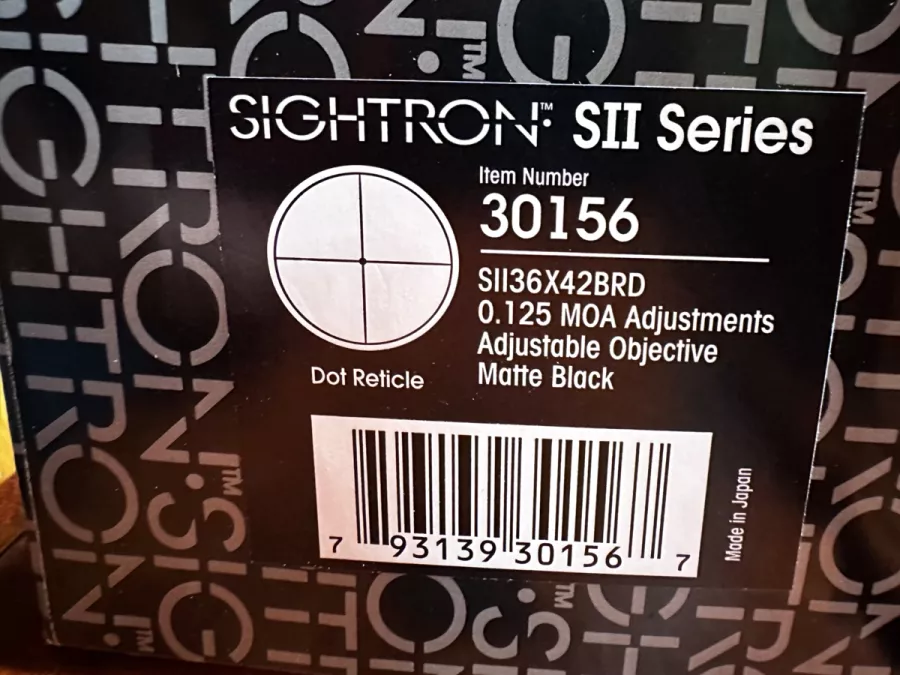 SIGHTRON™ SII Series
Item Number
30156
SII36X42BRD
0.125 MOA Adjustments
Adjustable Objective
Matte Black
Dot Reticle
7 93139 30156 7
Made in Japan